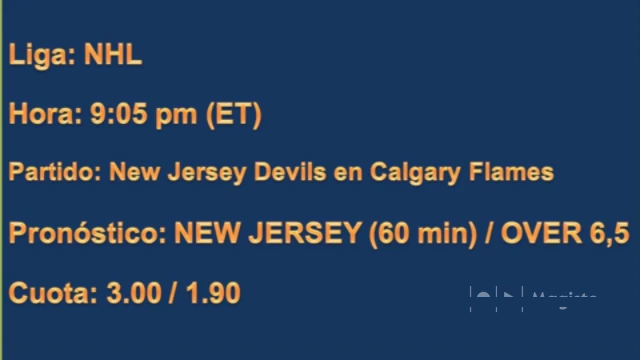 Liga: NHL
Hora: 9:05 pm (ET)
Partido: New Jersey Devils en Calgary Flames
Pronóstico: NEW JERSEY (60 min) / OVER 6,5
Cuota: 3.00 / 1.90